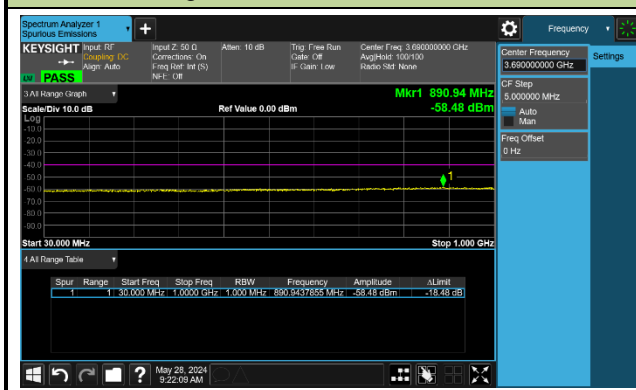 Spectrum Analyzer 1
Spurious Emissions
Frequency
KEYSIGHT
Input: RF
Coupling: DC
Align: Auto
Input Z: 50 Ω
Corrections: On
Freq Ref: Int (S)
NFE: Off
Atten: 10 dB
Trig: Free Run
Gate: Off
IF Gain: Low
Center Freq: 3.690000000 GHz
Avg|Hold: 100/100
Radio Std: None
PASS
Center Frequency
3.690000000 GHz
Settings
CF Step
5.000000 MHz
Auto
Man
Freq Offset
0 Hz
3 All Range Graph
Mkr1 890.94 MHz
Scale/Div 10.0 dB
Ref Value 0.00 dBm
-58.48 dBm
Log
-10.0
-20.0
-30.0
-40.0
-50.0
-60.0
-70.0
-80.0
-90.0
1
Start 30.000 MHz
Stop 1.000 GHz
4 All Range Table
Spur Range Start Freq Stop Freq RBW Frequency Amplitude ΔLimit
1 1 30.000 MHz 1.0000 GHz 1.000 MHz 890.9437855 MHz -58.48 dBm -18.48 dB
?
May 28, 2024
9:22:09 AM